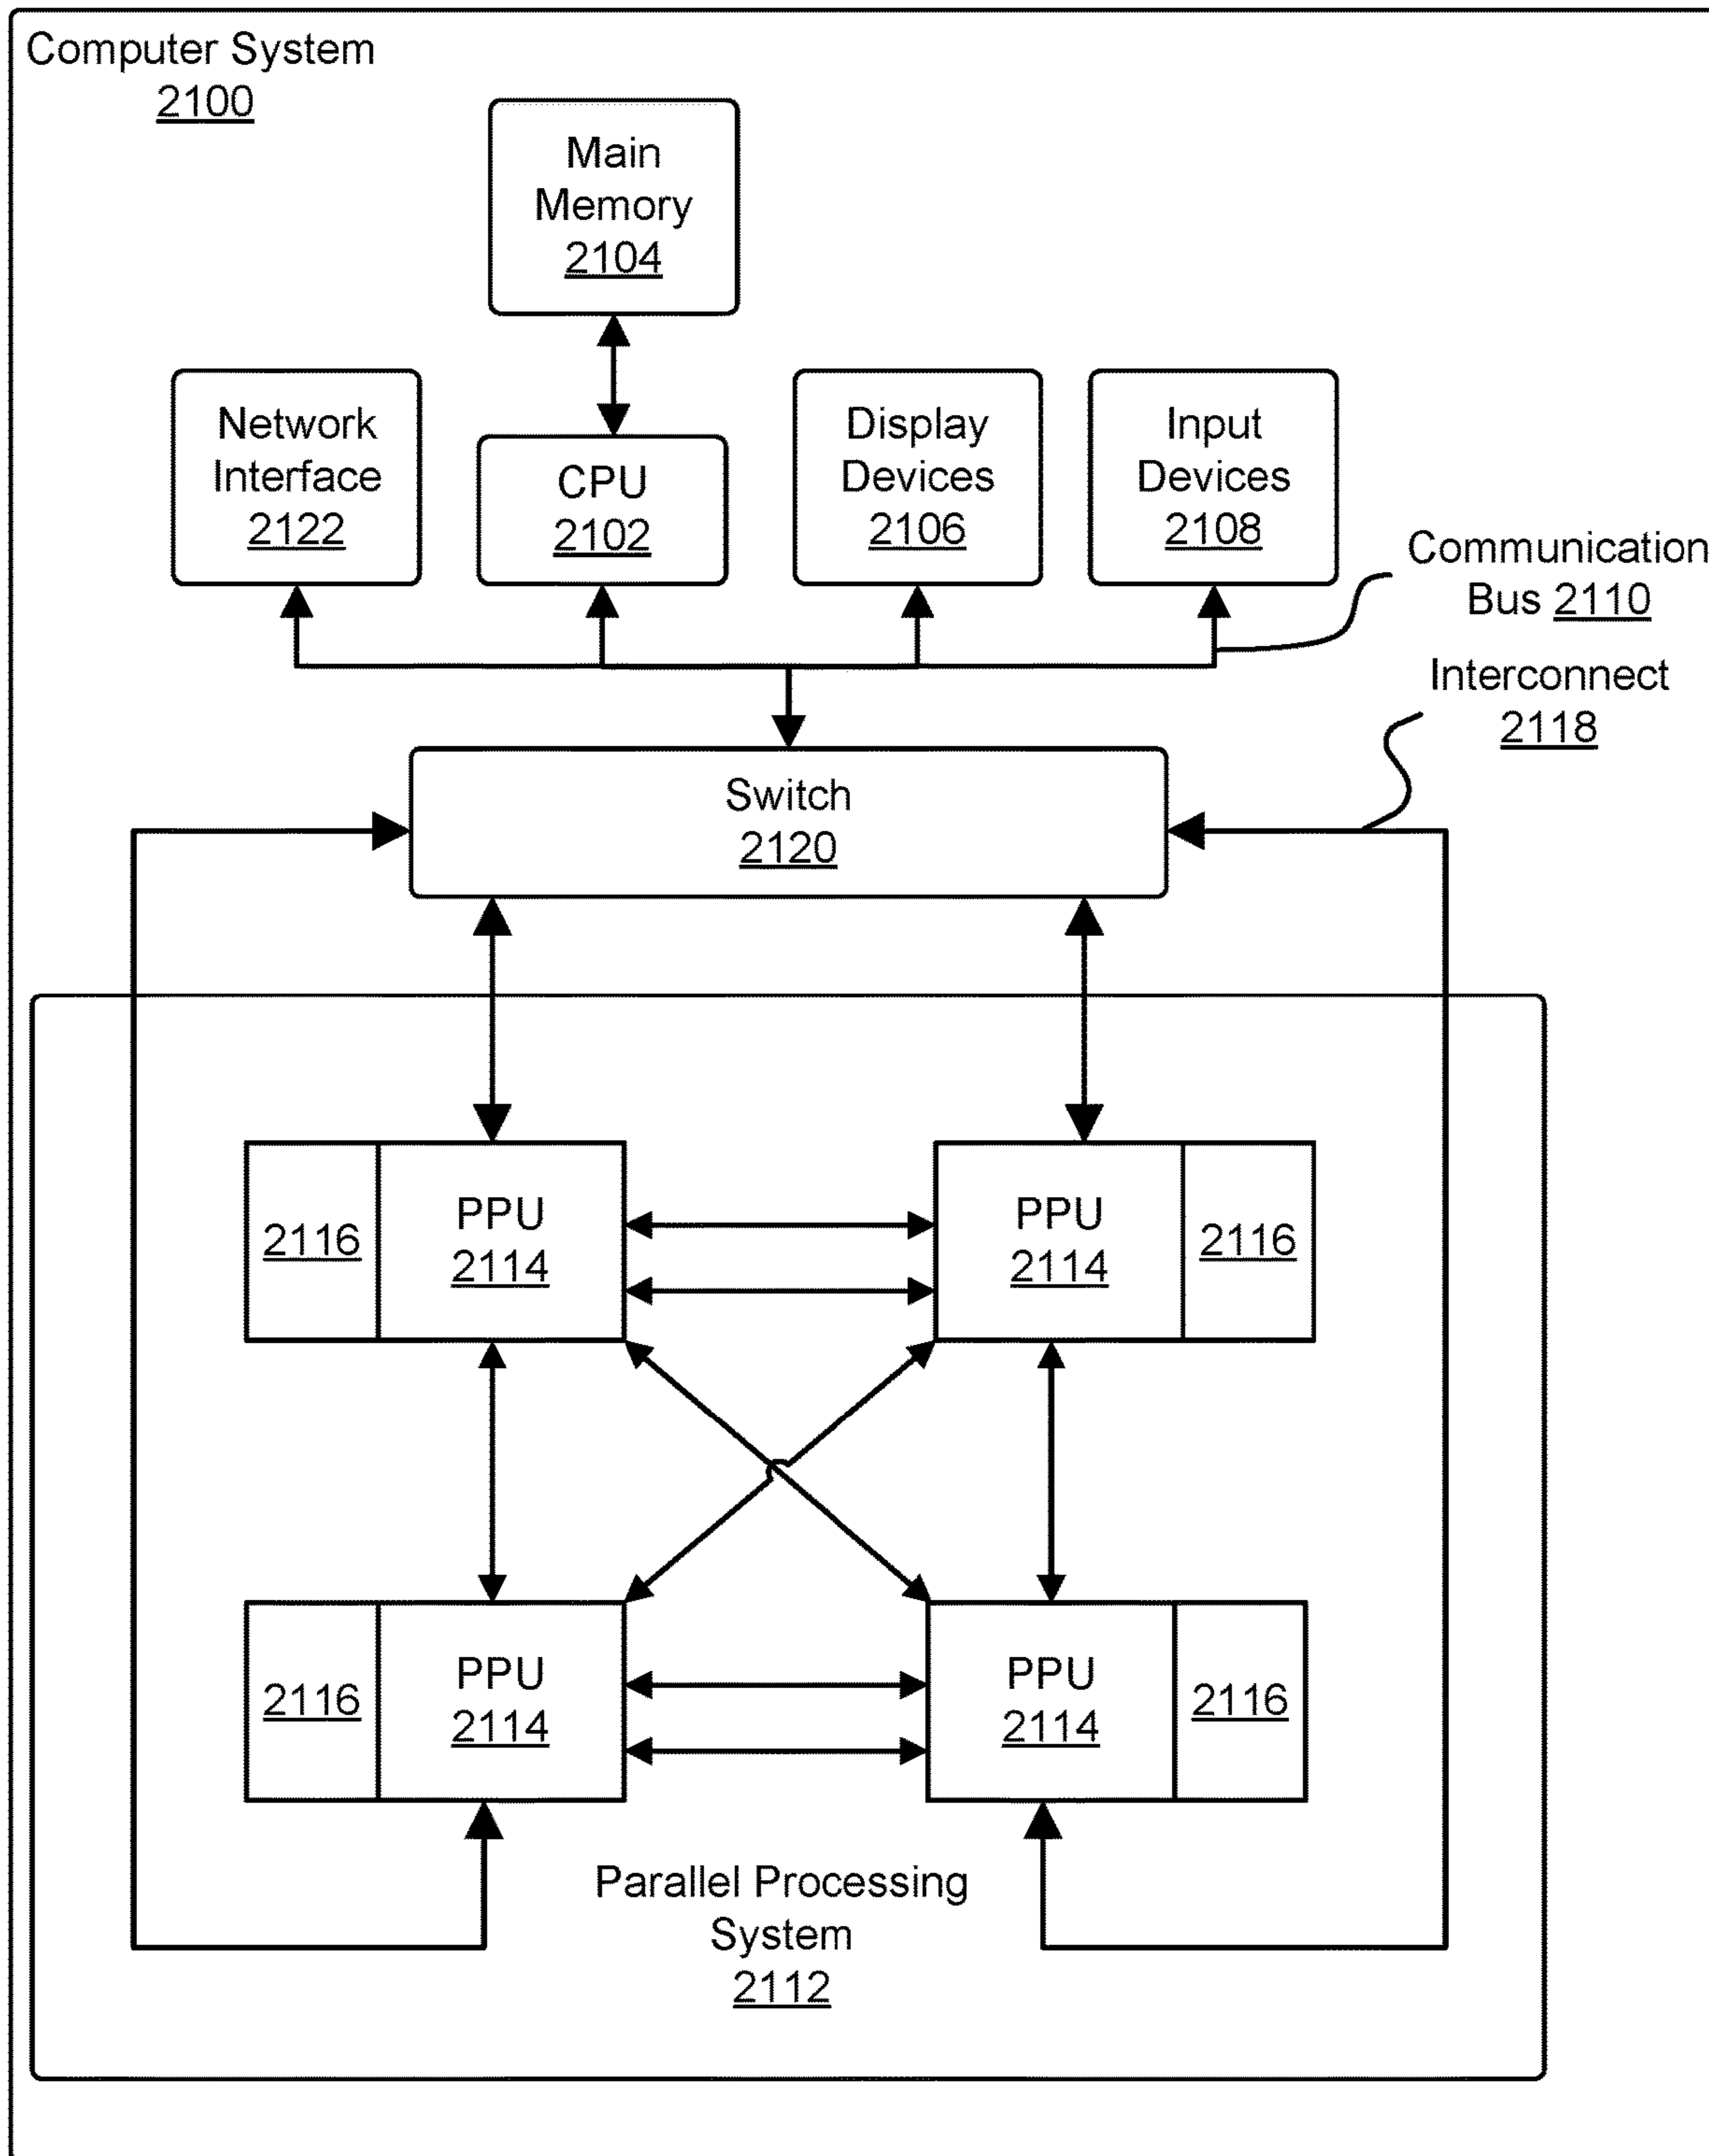 Computer System
2100
Main
Memory
2104
Network
Interface
2122
CPU
2102
Display
Devices
2106
Input
Devices
2108
Communication
Bus 2110
Interconnect
2118
Switch
2120
2116
PPU
2114
PPU
2114
2116
2116
PPU
2114
PPU
2114
2116
Parallel Processing
System
2112